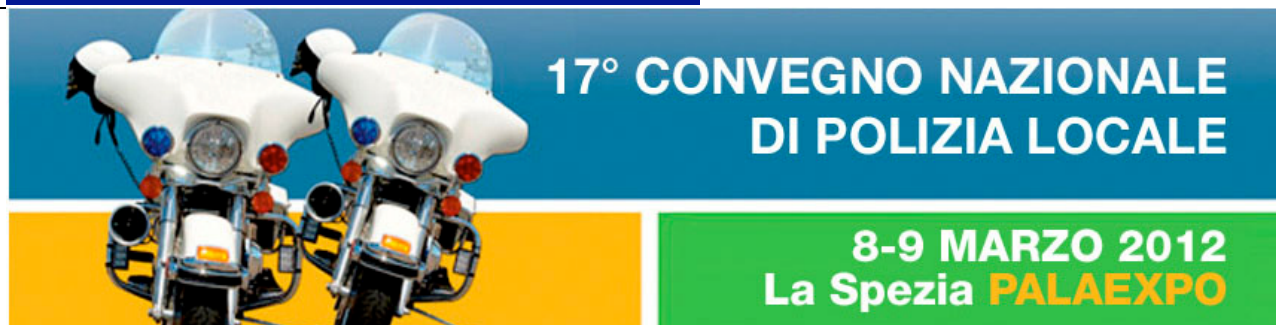 17° CONVEGNO NAZIONALE
DI POLIZIA LOCALE
8-9 MARZO 2012
La Spezia PALAEXPO